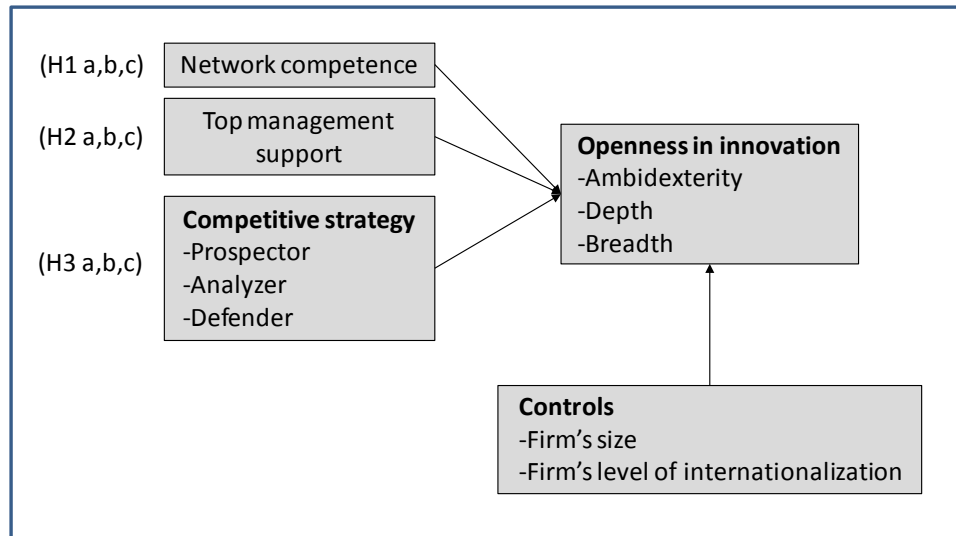 (H1 a,b,c)
Network competence
(H2 a,b,c)
Top management
support
(H3 a,b,c)
Competitive strategy
-Prospector
-Analyzer
-Defender
Openness in innovation
-Ambidexterity
-Depth
-Breadth
Controls
-Firm’s size
-Firm’s level of internationalization